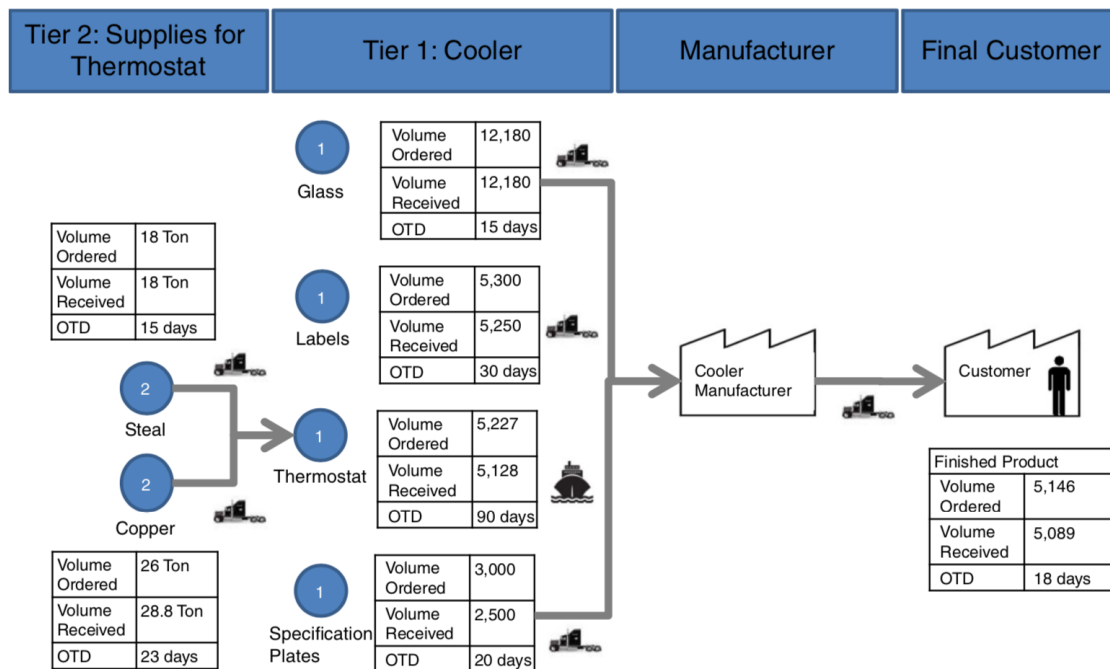 Tier 2: Supplies for
Thermostat
Tier 1: Cooler
Manufacturer
Final Customer
1
Glass
Volume
Ordered
12,180
Volume
Received
12,180
OTD
15 days
Volume
Ordered
18 Ton
Volume
Received
18 Ton
OTD
15 days
1
Labels
Volume
Ordered
5,300
Volume
Received
5,250
OTD
30 days
2
Steal
2
Copper
1
Thermostat
Volume
Ordered
5,227
Volume
Received
5,128
OTD
90 days
Cooler
Manufacturer
Customer
Finished Product
Volume
Ordered
5,146
Volume
Received
5,089
OTD
18 days
Volume
Ordered
26 Ton
Volume
Received
28.8 Ton
OTD
23 days
1
Specification
Plates
Volume
Ordered
3,000
Volume
Received
2,500
OTD
20 days